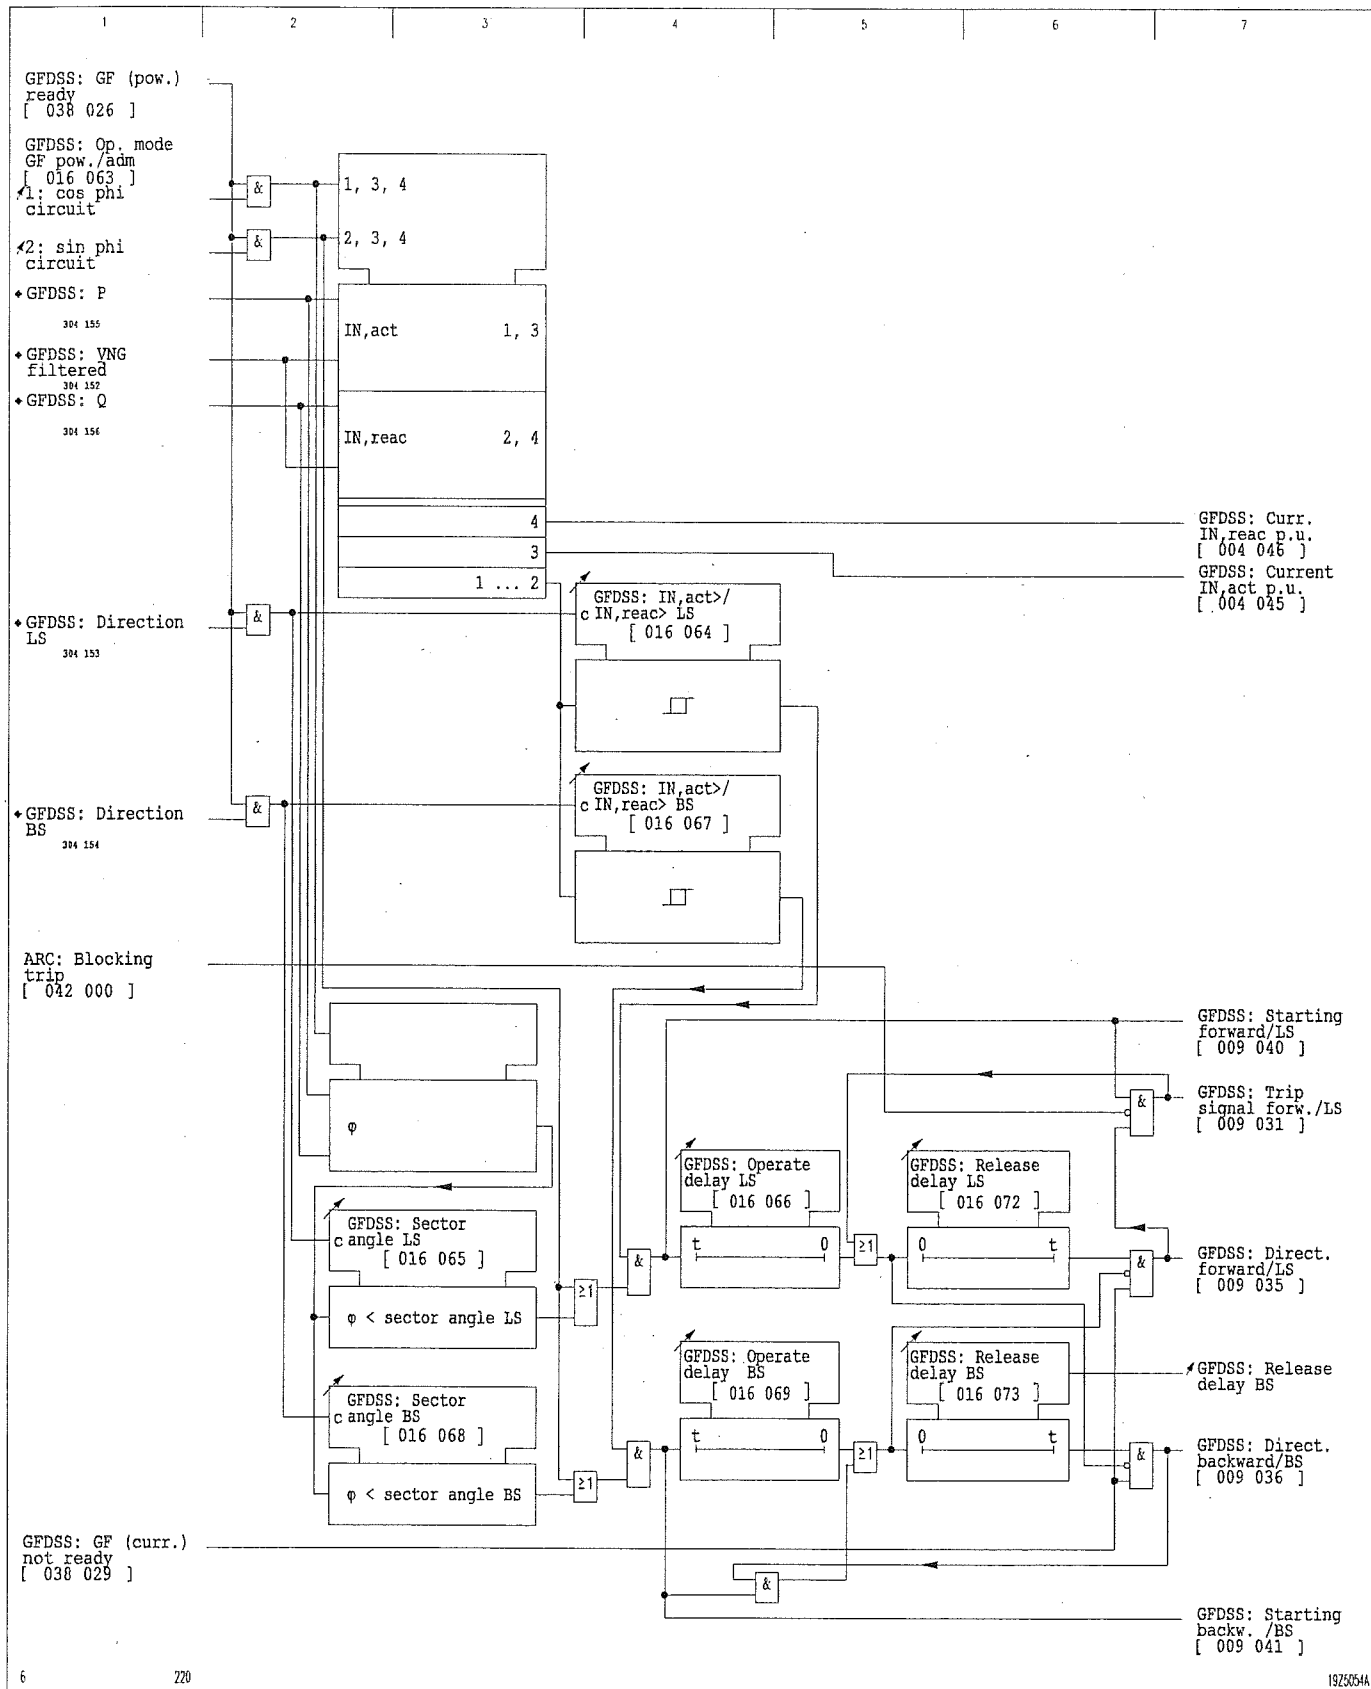 1 2 3 4 5 6 7
GFDSS: GF (pow.)
ready
[ 038 026 ]
GFDSS: Op. mode
GF pow./adm
[ 016 063 ]
1: cos phi
circuit
&
1, 3, 4
2: sin phi
circuit
&
2, 3, 4
GFDSS: P
304 155
IN,act 1, 3
GFDSS: VNG
filtered
304 152
GFDSS: Q
304 156
IN,reac 2, 4
4
3
1 ... 2
GFDSS: Curr.
IN,reac p.u.
[ 004 046 ]
GFDSS: Current
IN,act p.u.
[ 004 045 ]
GFDSS: Direction
LS
304 153
&
GFDSS: IN,act>/
c IN,reac> LS
[ 016 064 ]
GFDSS: Direction
BS
304 154
&
GFDSS: IN,act>/
c IN,reac> BS
[ 016 067 ]
ARC: Blocking
trip
[ 042 000 ]
GFDSS: Starting
forward/LS
[ 009 040 ]
&
GFDSS: Trip
signal forw./LS
[ 009 031 ]
φ
GFDSS: Operate
delay LS
[ 016 066 ]
GFDSS: Release
delay LS
[ 016 072 ]
GFDSS: Sector
c angle LS
[ 016 065 ]
&
t 0
≥1
0 t
&
GFDSS: Direct.
forward/LS
[ 009 035 ]
φ < sector angle LS
≥1
GFDSS: Operate
delay BS
[ 016 069 ]
GFDSS: Release
delay BS
[ 016 073 ]
GFDSS: Release
delay BS
GFDSS: Sector
c angle BS
[ 016 068 ]
&
t 0
≥1
0 t
&
GFDSS: Direct.
backward/BS
[ 009 036 ]
φ < sector angle BS
≥1
GFDSS: GF (curr.)
not ready
[ 038 029 ]
&
GFDSS: Starting
backw. /BS
[ 009 041 ]
6 220 19Z5054A